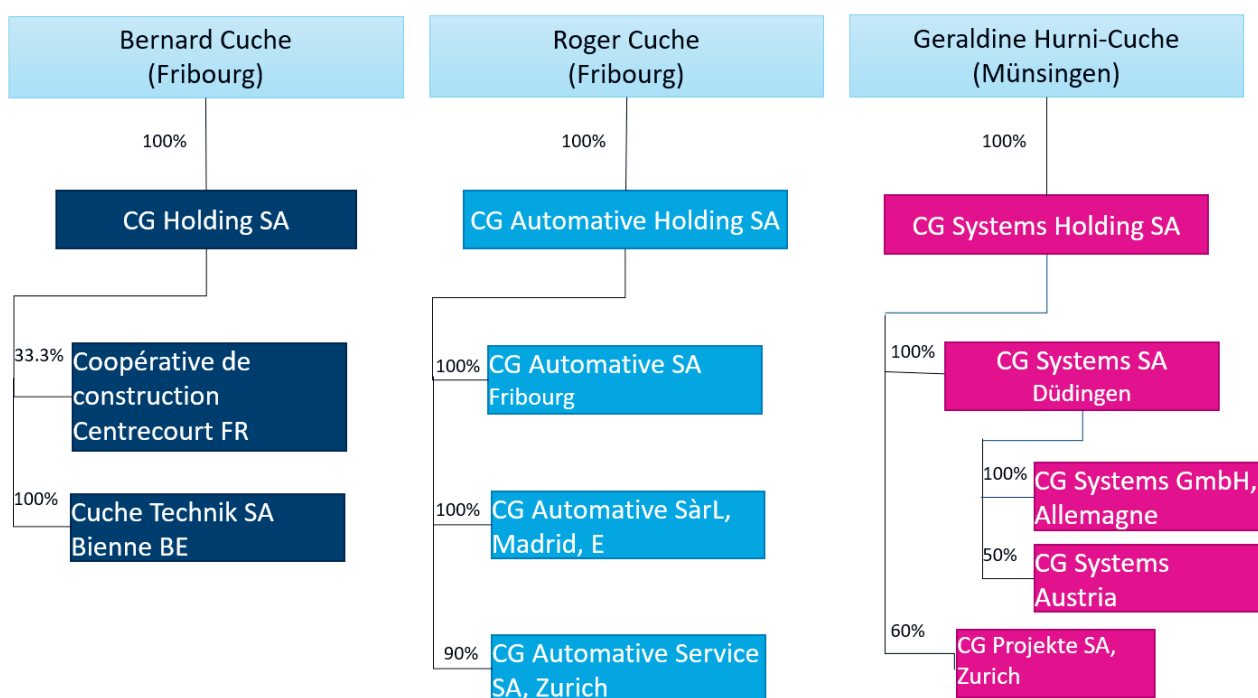 Bernard Cuche
(Fribourg)
100%
CG Holding SA
33.3%
Coopérative de
construction
Centrecourt FR
100%
Cuche Technik SA
Bienne BE
Roger Cuche
(Fribourg)
100%
CG Automative Holding SA
100%
CG Automative SA
Fribourg
100%
CG Automative SàrL,
Madrid, E
90%
CG Automative Service
SA, Zurich
Geraldine Hurni-Cuche
(Münsingen)
100%
CG Systems Holding SA
100%
CG Systems SA
Düdingen
100%
CG Systems GmbH,
Allemagne
50%
CG Systems
Austria
60%
CG Projekte SA,
Zurich